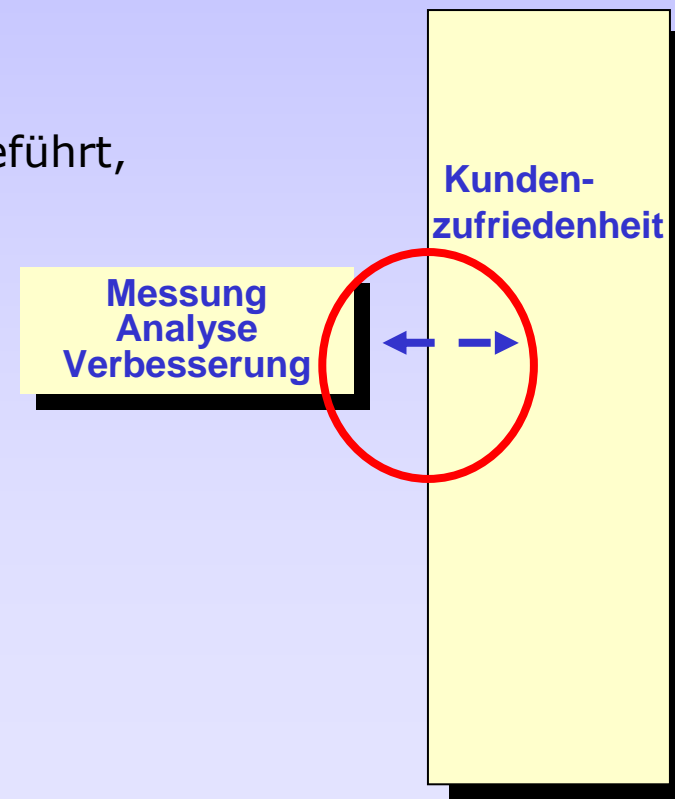 eführt,
Kunden-
zufriedenheit
Messung
Analyse
Verbesserung